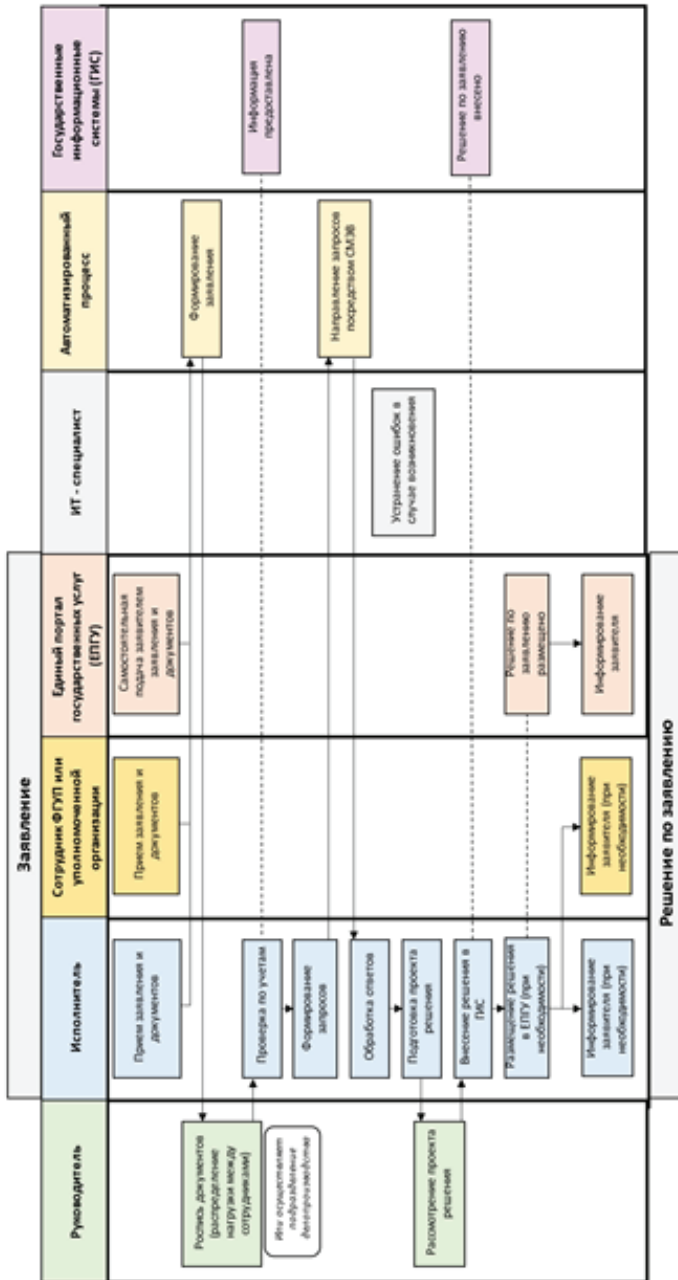 Заявление
Руководитель
Исполнитель
Сотрудник ФГУП или
уполномоченной
организации
Единый портал
государственных услуг
(ЕПГУ)
ИТ - специалист
Автоматизированный
процесс
Государственные
информационные
системы (ГИС)
Прием заявления и
документов
Прием заявления и
документов
Самостоятельная
подача заявителем
заявления и
документов
Формирование
заявления
Роспись документов
(распределение
нагрузки между
сотрудниками)
Или осуществляет
подразделение
делопроизводства
Проверка по учетам
Информация
предоставлена
Формирование
запросов
Направление запросов
посредством СМЭВ
Обработка ответов
Устранение ошибок в
случае возникновения
Подготовка проекта
решения
Рассмотрение проекта
решения
Внесение решения в
ГИС
Решение по заявлению
внесено
Размещение решения
в ЕПГУ (при
необходимости)
Решение по
заявлению
размещено
Информирование
заявителя (при
необходимости)
Информирование
заявителя (при
необходимости)
Информирование
заявителя
Решение по заявлению